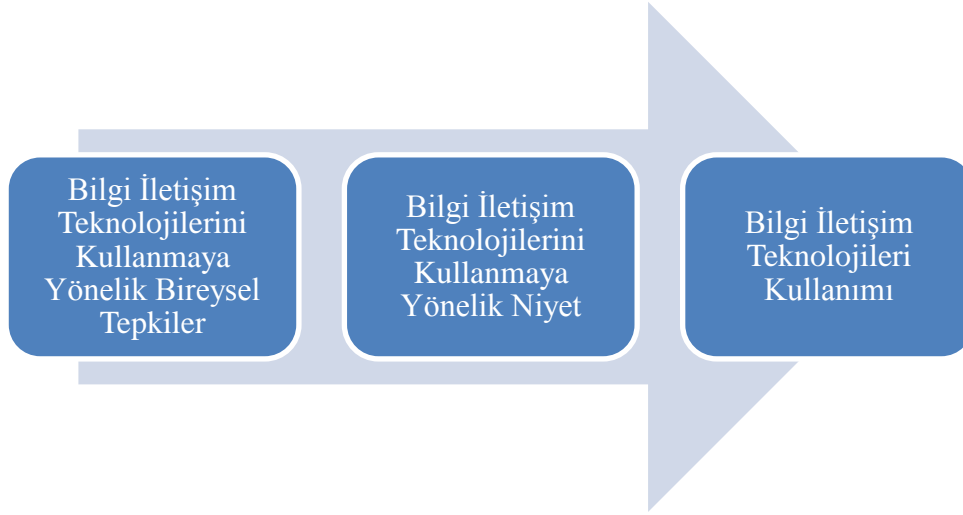 Bilgi İletişim
Teknolojilerini
Kullanmaya
Yönelik Bireysel
Tepkiler
Bilgi İletişim
Teknolojilerini
Kullanmaya
Yönelik Niyet
Bilgi İletişim
Teknolojileri
Kullanımı